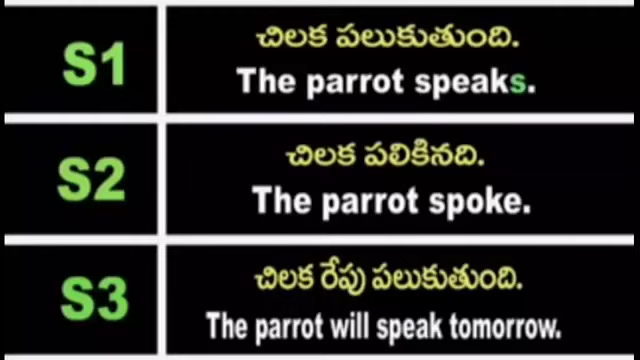 S1
చిలక పలుకుతుంది.
The parrot speaks.
S2
చిలక పలికినది.
The parrot spoke.
S3
చిలక రేపు పలుకుతుంది.
The parrot will speak tomorrow.